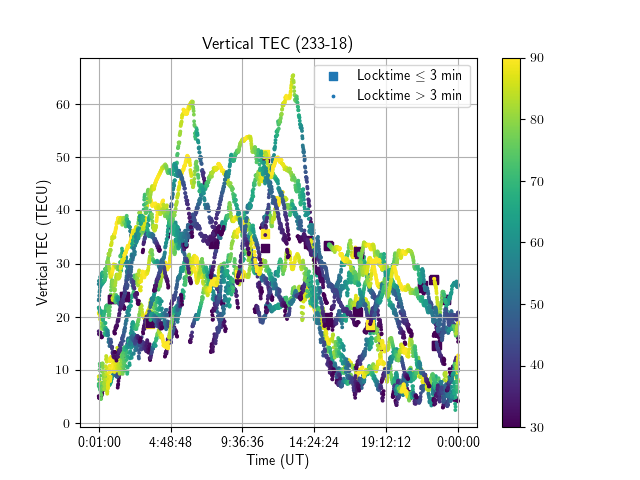 Vertical TEC (233-18)
Locktime ≤ 3 min
Locktime > 3 min
Vertical TEC (TECU)
60
50
40
30
20
10
0
0:01:00 4:48:48 9:36:36 14:24:24 19:12:12 0:00:00
Time (UT)
90
80
70
60
50
40
30